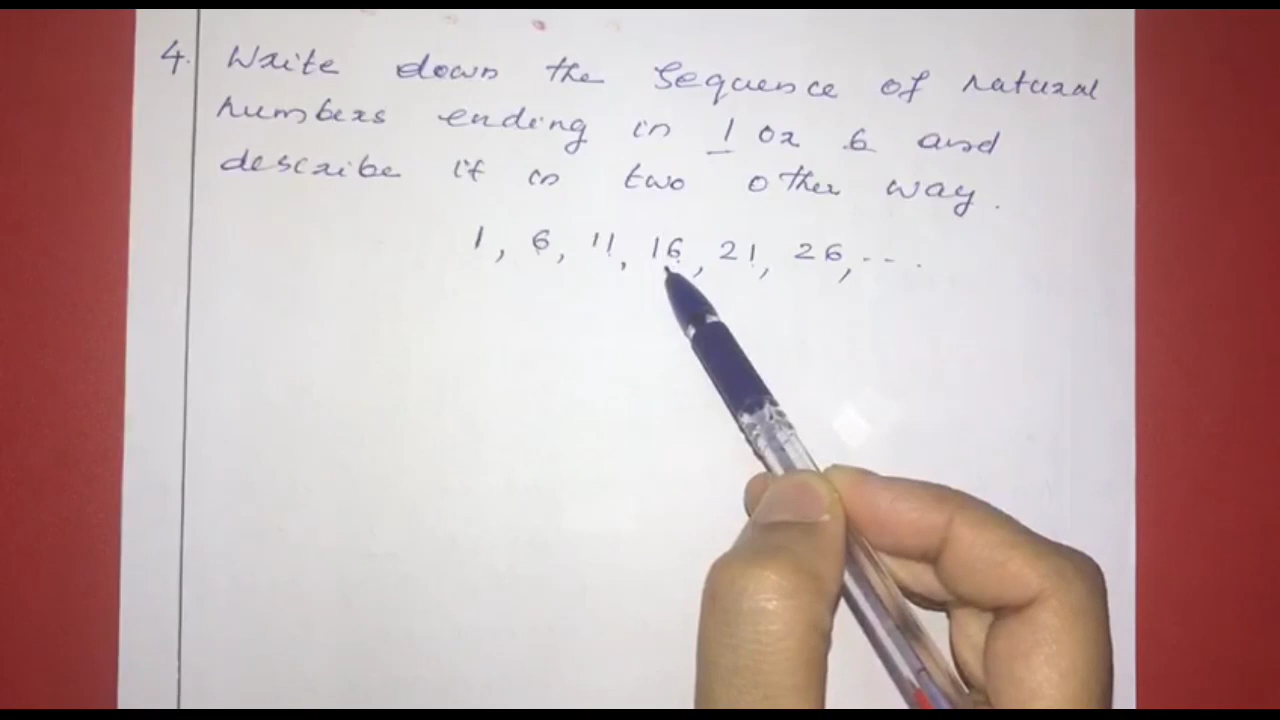 4. Write down the sequence of natural
numbers ending in 1 or 6 and
describe it in two other way.
1, 6, 11, 16, 21, 26, ---.